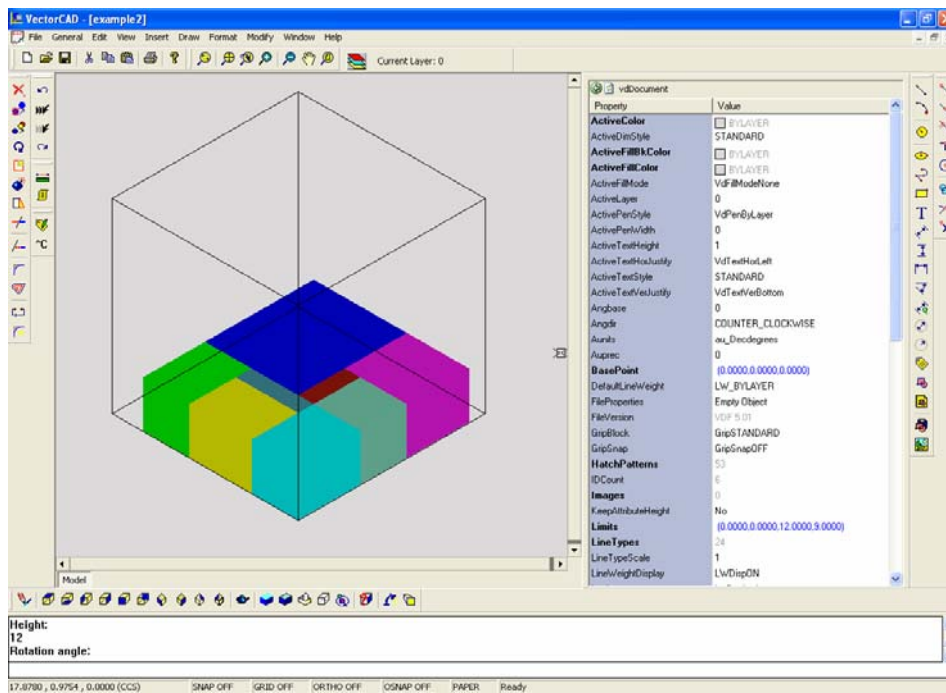 VectorCAD - [example2]
File General Edit View Insert Draw Format Modify Window Help
Current Layer: 0
vdDocument
Property Value
ActiveColor BYLAYER
ActiveDimStyle STANDARD
ActiveFillBkColor BYLAYER
ActiveFillColor BYLAYER
ActiveFillMode VdFillModeNone
ActiveLayer 0
ActivePenStyle VdPenByLayer
ActivePenWidth 0
ActiveTextHeight 1
ActiveTextHorJustify VdTextHorLeft
ActiveTextStyle STANDARD
ActiveTextVerJustify VdTextVerBottom
Angbase 0
Angdir COUNTER_CLOCKWISE
Aunits au_Decdegrees
Auprec 0
BasePoint (0.0000,0.0000,0.0000)
DefaultLineWeight LW_BYLAYER
FileProperties Empty Object
FileVersion VDF 5.01
GripBlock GripSTANDARD
GripSnap GripSnapOFF
HatchPatterns 53
IDCount 6
Images 0
KeepAttributeHeight No
Limits (0.0000,0.0000,12.0000,9.0000)
LineTypes 24
LineTypeScale 1
LineWeightDisplay LWDispON
Model
Height:
12
Rotation angle:
17.8780 , 0.9754 , 0.0000 (CCS) SNAP OFF GRID OFF ORTHO OFF OSNAP OFF PAPER Ready